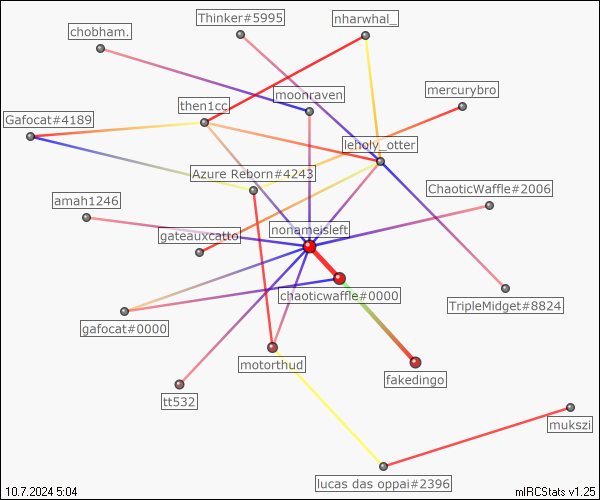 Thinker#5995
nharwhal_
chobham.
mercurybro
moonraven
then1cc
Gafocat#4189
leholy_otter
Azure Reborn#4243
ChaoticWaffle#2006
amah1246
nonameisleft
gateauxcatto
chaoticwaffle#0000
TripleMidget#8824
gafocat#0000
motorthud
fakedingo
tt532
mukszi
lucas das oppai#2396
10.7.2024 5:04
mIRCStats v1.25